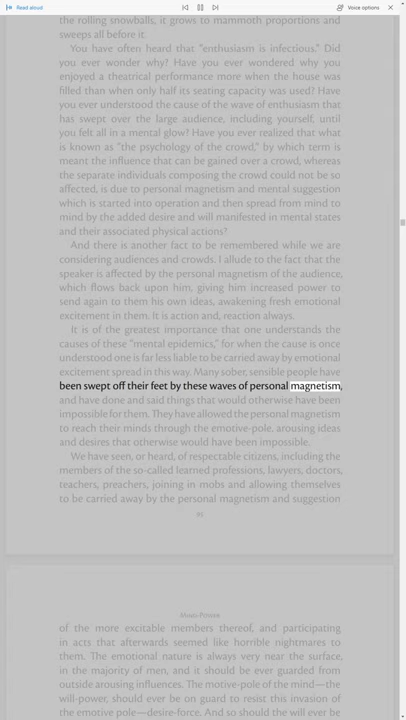 Read aloud
Voice options
the rolling snowballs, it grows to mammoth proportions and
sweeps all before it.
You have often heard that "enthusiasm is infectious." Did
you ever wonder why? Have you ever wondered why you
enjoyed a theatrical performance more when the house was
filled than when only half its seating capacity was used? Have
you ever understood the cause of the wave of enthusiasm that
has swept over the large audience, including yourself, until
you felt all in a mental glow? Have you ever realized that what
is known as "the psychology of the crowd," by which term is
meant the influence that can be gained over a crowd, whereas
the separate individuals composing the crowd could not be so
affected, is due to personal magnetism and mental suggestion
which is started into operation and then spread from mind to
mind by the added desire and will manifested in mental states
and their associated physical actions?
And there is another fact to be remembered while we are
considering audiences and crowds. I allude to the fact that the
speaker is affected by the personal magnetism of the audience,
which flows back upon him, giving him increased power to
send again to them his own ideas, awakening fresh emotional
excitement in them. It is action and, reaction always.
It is of the greatest importance that one understands the
causes of these "mental epidemics," for when the cause is once
understood one is far less liable to be carried away by emotional
excitement spread in this way. Many sober, sensible people have
been swept off their feet by these waves of personal magnetism,
and have done and said things that would otherwise have been
impossible for them. They have allowed the personal magnetism
to reach their minds through the emotive-pole, arousing ideas
and desires that otherwise would have been impossible.
We have seen, or heard, of respectable citizens, including the
members of the so-called learned professions, lawyers, doctors,
teachers, preachers, joining in mobs and allowing themselves
to be carried away by the personal magnetism and suggestion
Mind-Power
of the more excitable members thereof, and participating
in acts that afterwards seemed like horrible nightmares to
them. The emotional nature is always very near the surface,
in the majority of men, and it should be ever guarded from
outside arousing influences. The motive-pole of the mind—the
will-power, should ever be on guard to resist this invasion of
the emotive pole—desire-force. And so should the will ever be